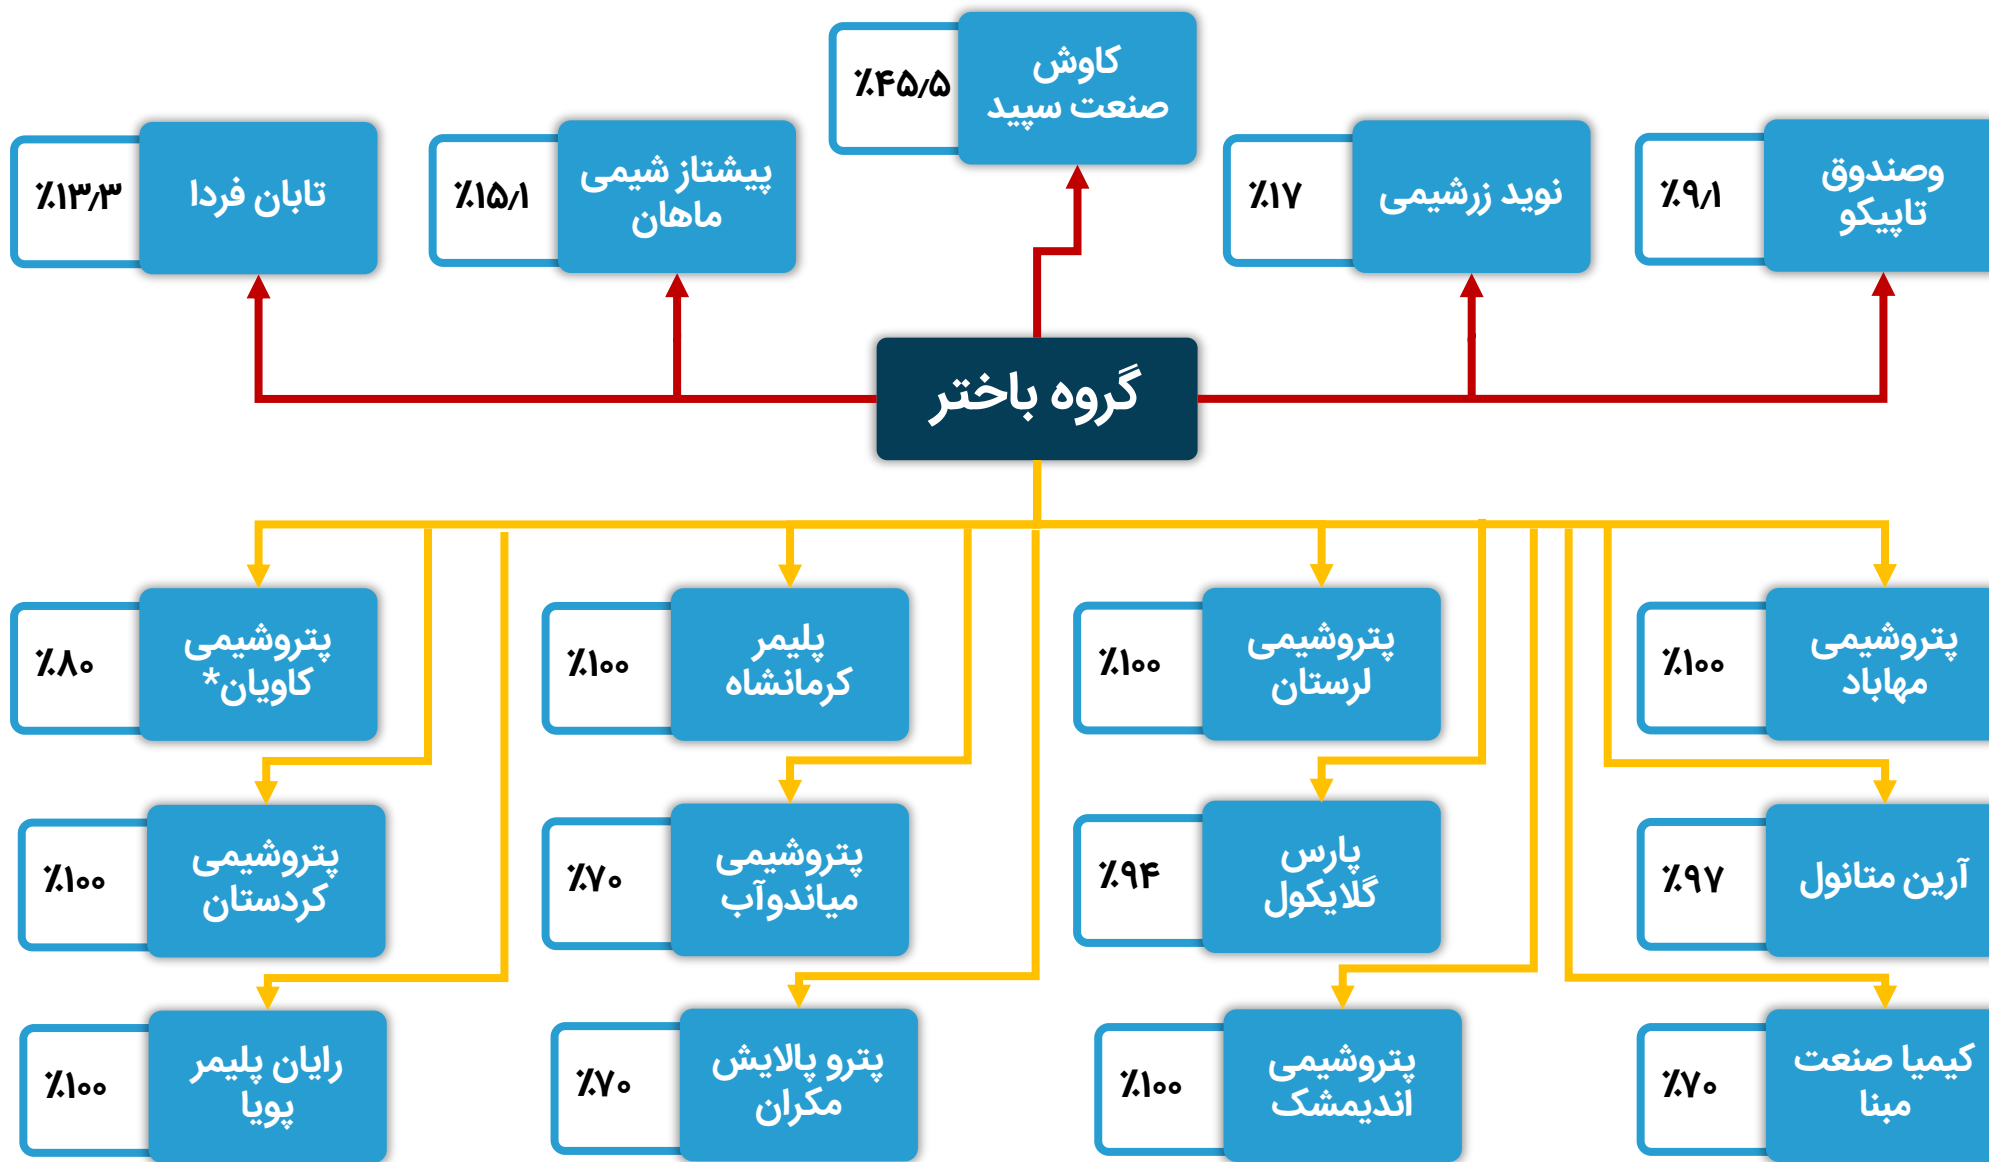 کاوش
صنعت سپید
٪۴۵٫۵
وصندوق
تاپیکو
٪۹٫۱
نوید زرشیمی
٪۱۷
پیشتاز شیمی
ماهان
٪۱۵٫۱
تابان فردا
٪۱۳٫۳
گروه باختر
پتروشیمی
مهاباد
٪۱۰۰
پتروشیمی
لرستان
٪۱۰۰
پلیمر
کرمانشاه
٪۱۰۰
پتروشیمی
کاویان*
٪۸۰
آرین متانول
٪۹۷
پارس
گلایکول
٪۹۴
پتروشیمی
میاندوآب
٪۷۰
پتروشیمی
کردستان
٪۱۰۰
کیمیا صنعت
مبنا
٪۷۰
پتروشیمی
اندیمشک
٪۱۰۰
پترو پالایش
مکران
٪۷۰
رایان پلیمر
پویا
٪۱۰۰